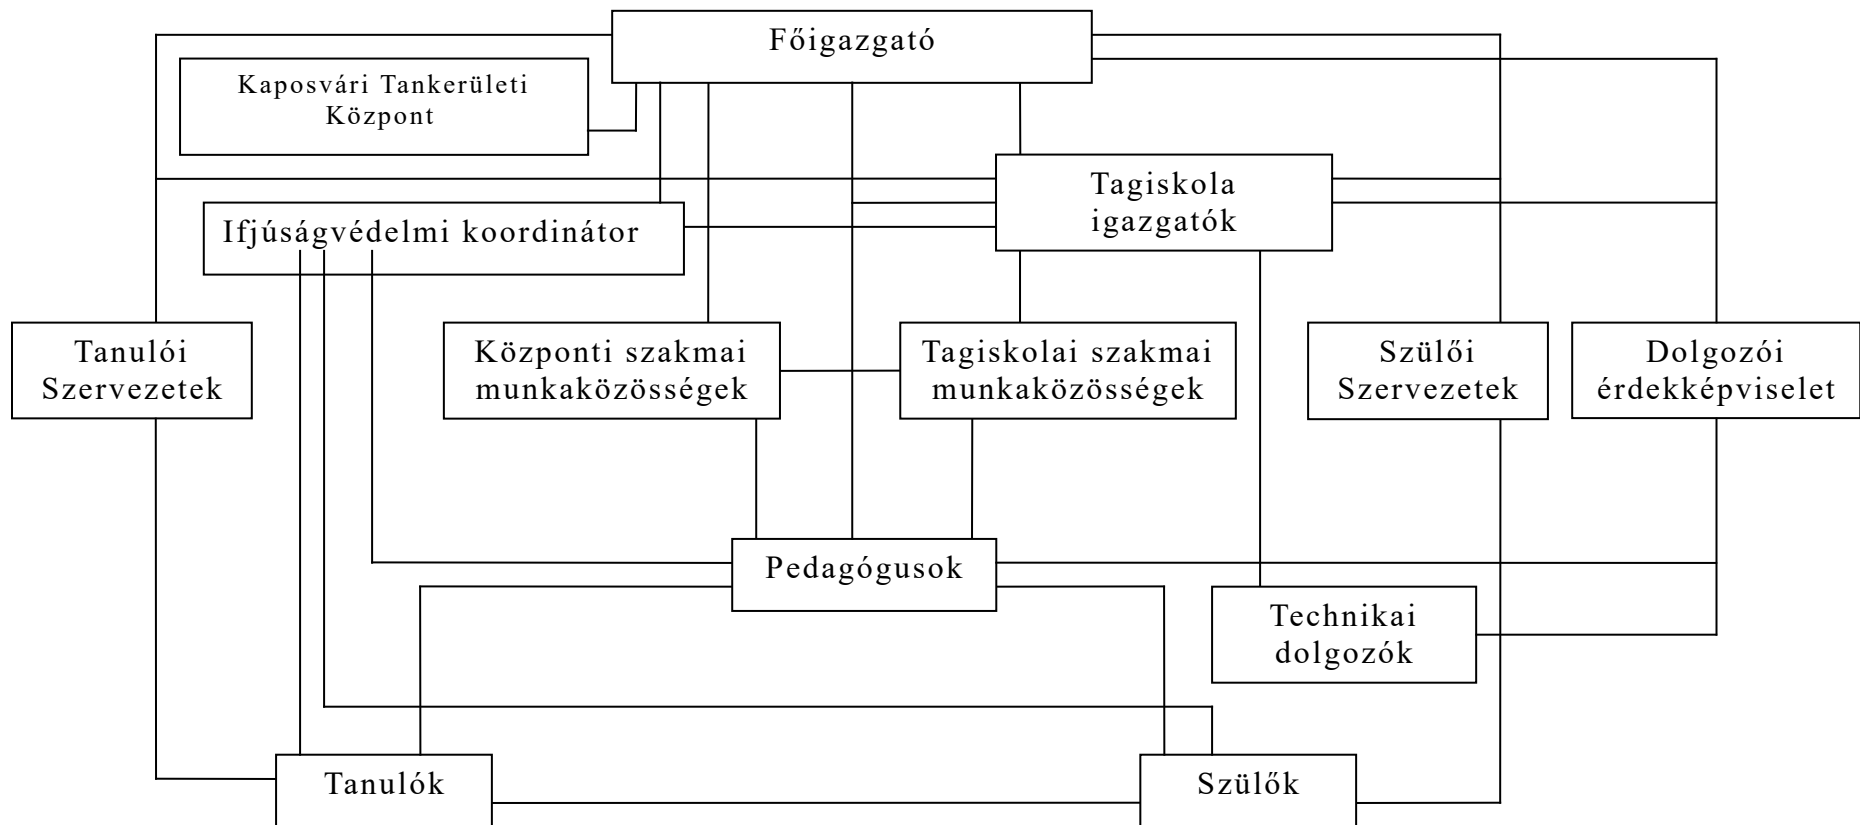 Főigazgató
Kaposvári Tankerületi
Központ
Tagiskola
igazgatók
Ifjúságvédelmi koordinátor
Tanulói
Szervezetek
Központi szakmai
munkaközösségek
Tagiskolai szakmai
munkaközösségek
Szülői
Szervezetek
Dolgozói
érdekképviselet
Pedagógusok
Technikai
dolgozók
Tanulók
Szülők